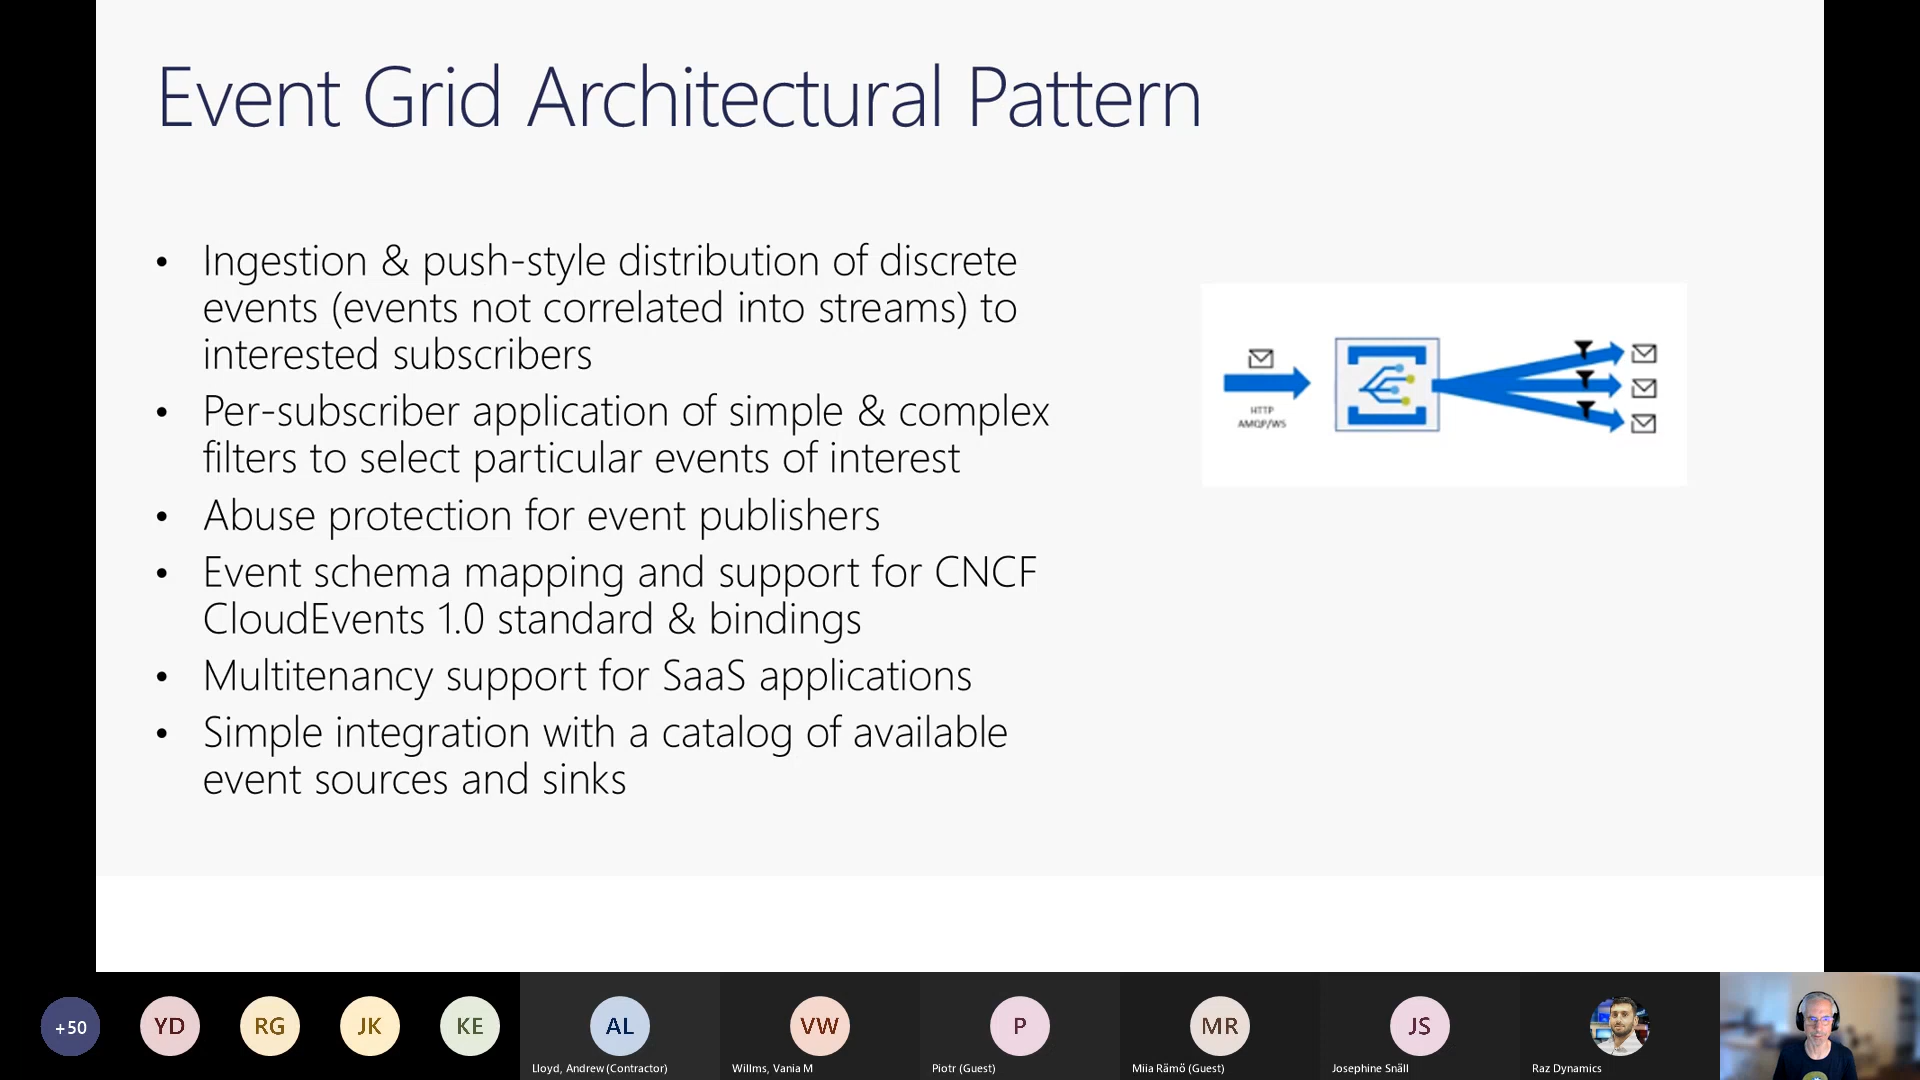 Event Grid Architectural Pattern
• Ingestion & push-style distribution of discrete
events (events not correlated into streams) to
interested subscribers
• Per-subscriber application of simple & complex
filters to select particular events of interest
• Abuse protection for event publishers
• Event schema mapping and support for CNCF
CloudEvents 1.0 standard & bindings
• Multitenancy support for SaaS applications
• Simple integration with a catalog of available
event sources and sinks
HTTP
AMQP/WS
+50
YD
RG
JK
KE
AL
VW
P
MR
JS
Lloyd, Andrew (Contractor)
Willms, Vania M
Piotr (Guest)
Miia Rämö (Guest)
Josephine Snäll
Raz Dynamics